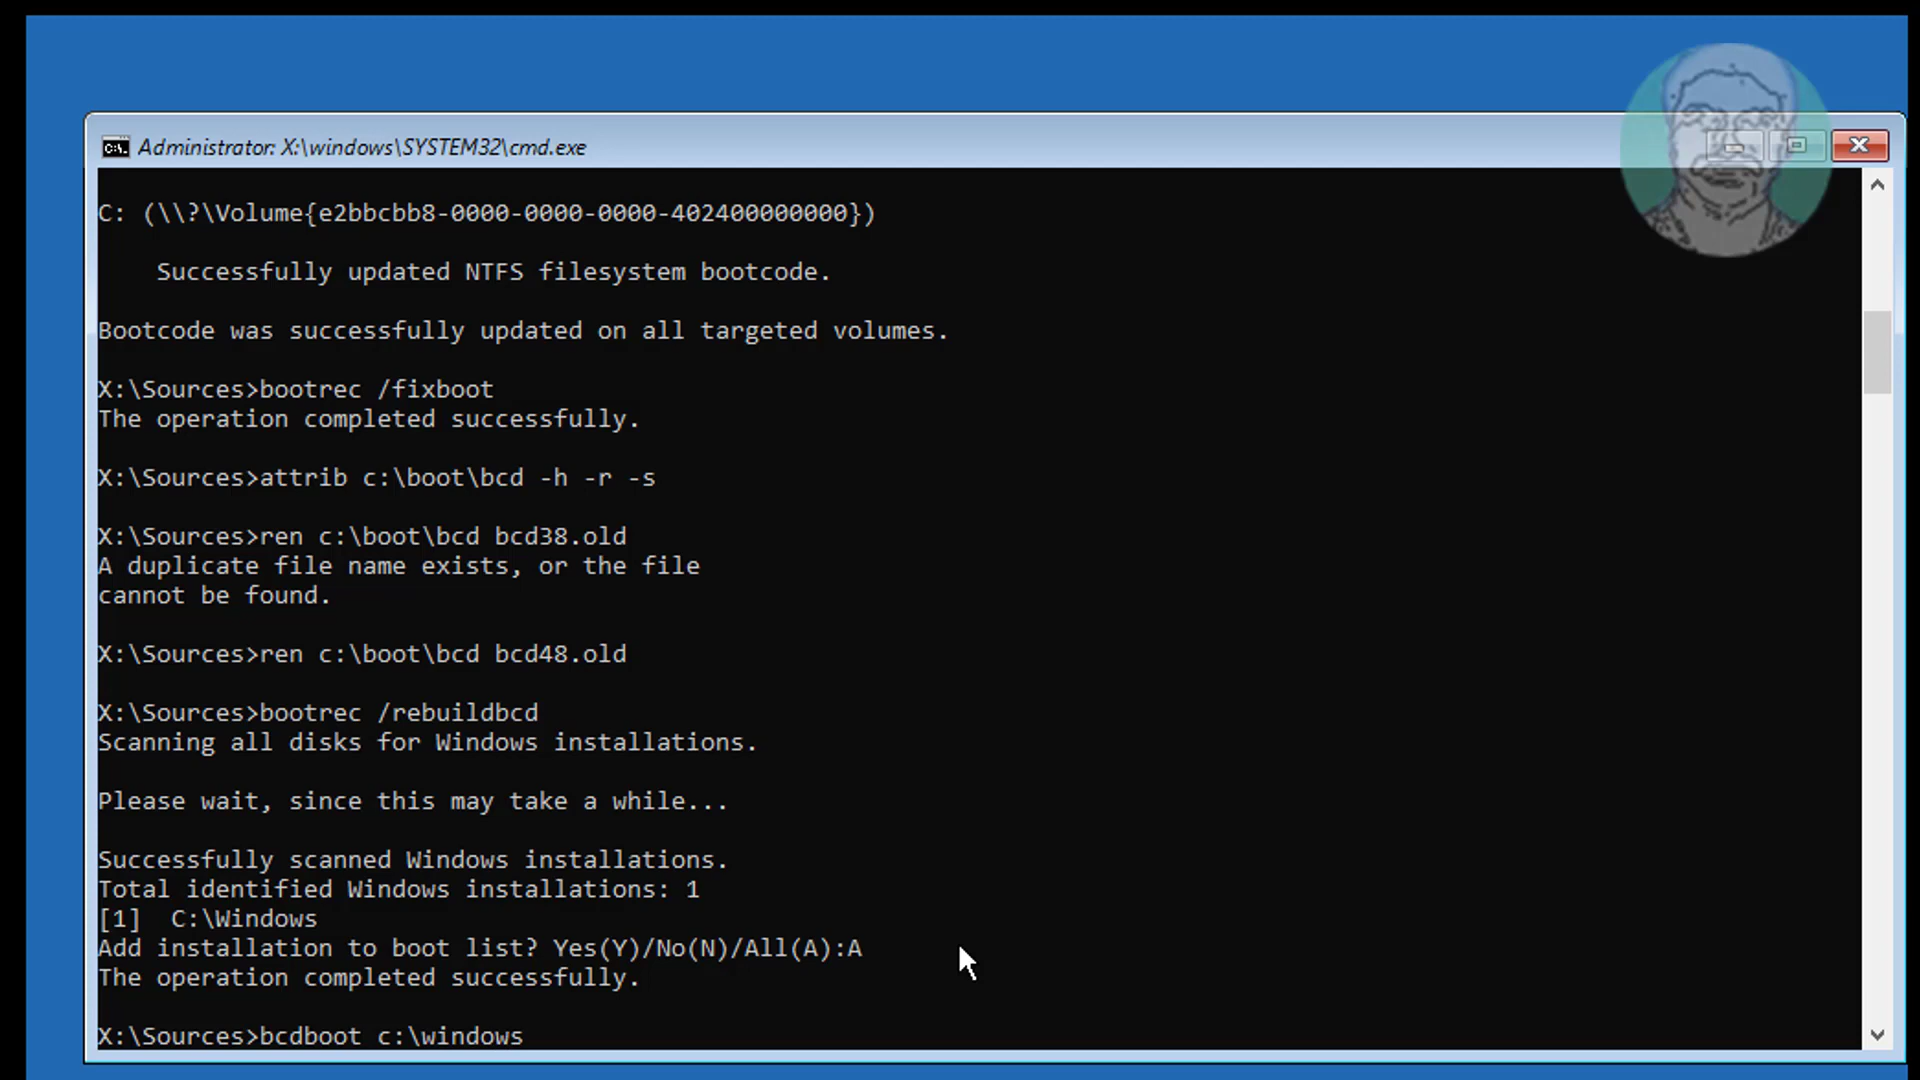 Administrator: X:\windows\SYSTEM32\cmd.exe
C: (\\?\Volume{e2bbcbb8-0000-0000-0000-402400000000})
Successfully updated NTFS filesystem bootcode.
Bootcode was successfully updated on all targeted volumes.
X:\Sources>bootrec /fixboot
The operation completed successfully.
X:\Sources>attrib c:\boot\bcd -h -r -s
X:\Sources>ren c:\boot\bcd bcd38.old
A duplicate file name exists, or the file
cannot be found.
X:\Sources>ren c:\boot\bcd bcd48.old
X:\Sources>bootrec /rebuildbcd
Scanning all disks for Windows installations.
Please wait, since this may take a while...
Successfully scanned Windows installations.
Total identified Windows installations: 1
[1]  C:\Windows
Add installation to boot list? Yes(Y)/No(N)/All(A):A
The operation completed successfully.
X:\Sources>bcdboot c:\windows